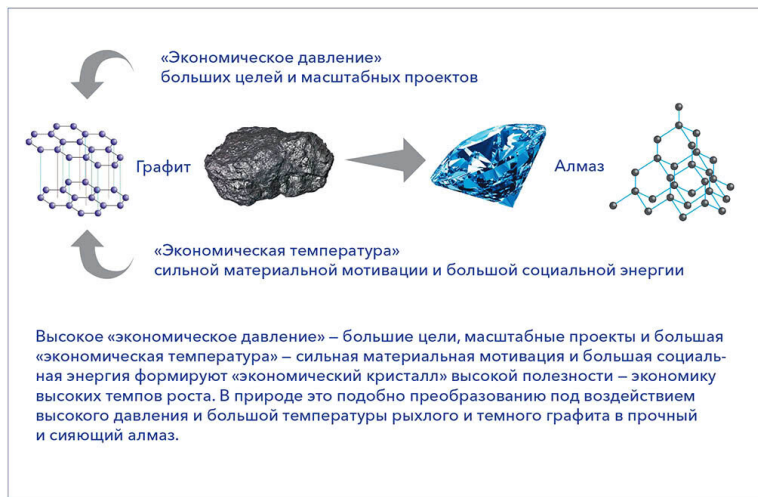 «Экономическое давление»
больших целей и масштабных проектов
Графит
Алмаз
«Экономическая температура»
сильной материальной мотивации и большой социальной энергии
Высокое «экономическое давление» — большие цели, масштабные проекты и большая
«экономическая температура» — сильная материальная мотивация и большая социаль-
ная энергия формируют «экономический кристалл» высокой полезности — экономику
высоких темпов роста. В природе это подобно преобразованию под воздействием
высокого давления и большой температуры рыхлого и темного графита в прочный
и сияющий алмаз.